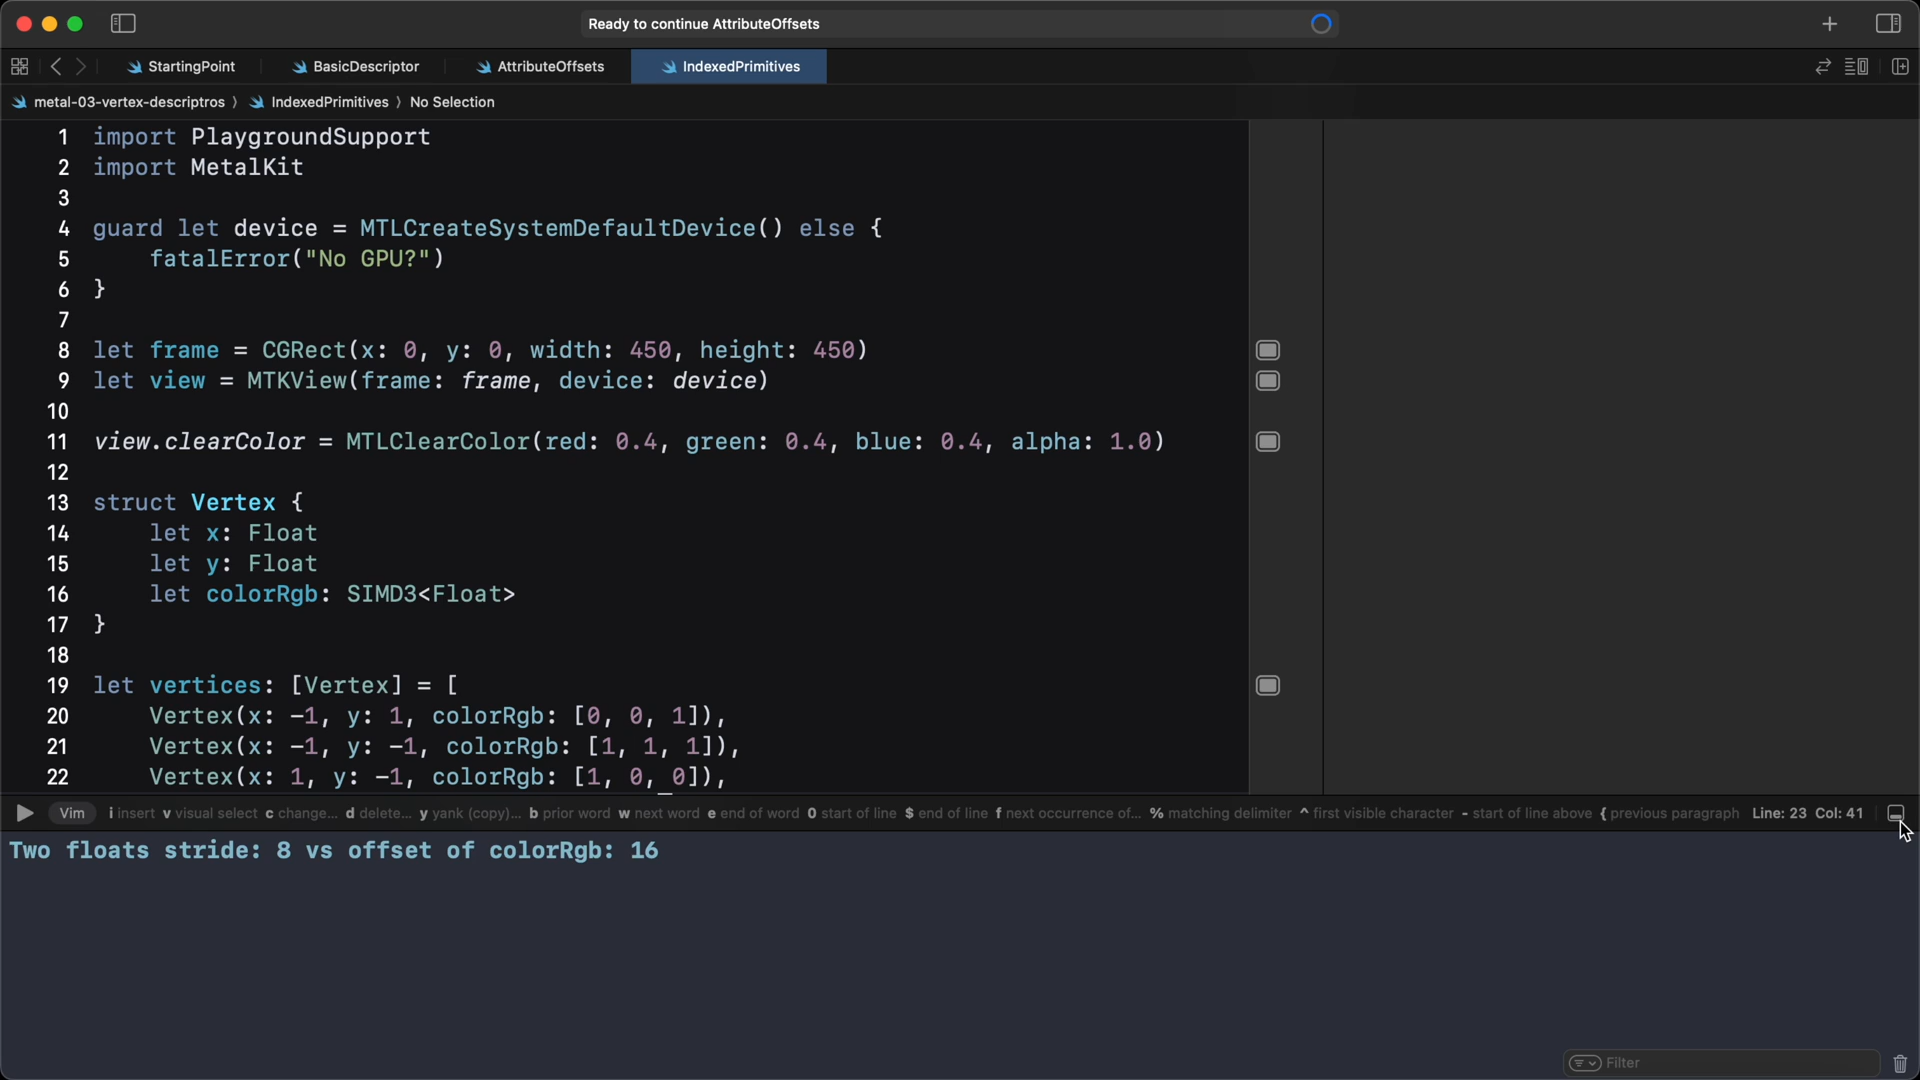 Ready to continue AttributeOffsets
StartingPoint
BasicDescriptor
AttributeOffsets
IndexedPrimitives
metal-03-vertex-descriptros ⟩ IndexedPrimitives ⟩ No Selection
1 import PlaygroundSupport
2 import MetalKit
3
4 guard let device = MTLCreateSystemDefaultDevice() else {
5     fatalError("No GPU?")
6 }
7
8 let frame = CGRect(x: 0, y: 0, width: 450, height: 450)
9 let view = MTKView(frame: frame, device: device)
10
11 view.clearColor = MTLClearColor(red: 0.4, green: 0.4, blue: 0.4, alpha: 1.0)
12
13 struct Vertex {
14     let x: Float
15     let y: Float
16     let colorRgb: SIMD3<Float>
17 }
18
19 let vertices: [Vertex] = [
20     Vertex(x: -1, y: 1, colorRgb: [0, 0, 1]),
21     Vertex(x: -1, y: -1, colorRgb: [1, 1, 1]),
22     Vertex(x: 1, y: -1, colorRgb: [1, 0, 0]),
Vim i insert v visual select c change... d delete... y yank (copy)... b prior word w next word e end of word 0 start of line $ end of line f next occurrence of... % matching delimiter ^ first visible character - start of line above { previous paragraph Line: 23 Col: 41
Two floats stride: 8 vs offset of colorRgb: 16
Filter